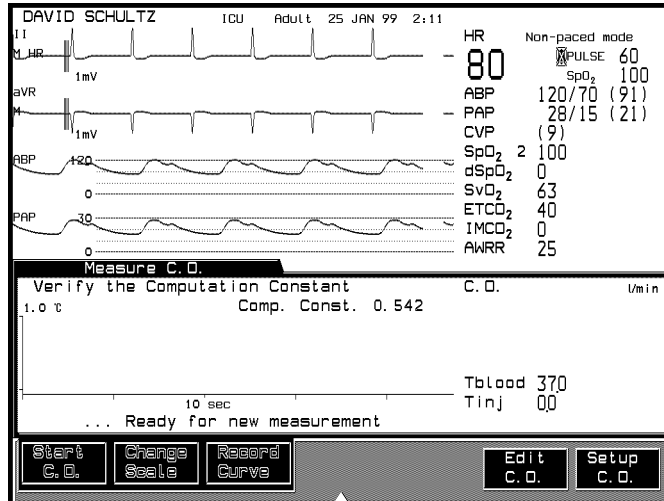 DAVID SCHULTZ ICU Adult 25 JAN 99 2:11
II
M HR
1mV
aVR
M
1mV
ABP 120
0
PAP 30
0
HR Non-paced mode
80 PULSE 60
SpO₂ 100
ABP 120/70 (91)
PAP 28/15 (21)
CVP (9)
SpO₂ 2 100
dSpO₂ 0
SvO₂ 63
ETCO₂ 40
IMCO₂ 0
AWRR 25
Measure C.O.
Verify the Computation Constant
1.0 °C Comp. Const. 0.542
10 sec
... Ready for new measurement
C.O. l/min
Tblood 37.0
Tinj 0.0
Start C.O.
Change Scale
Record Curve
Edit C.O.
Setup C.O.